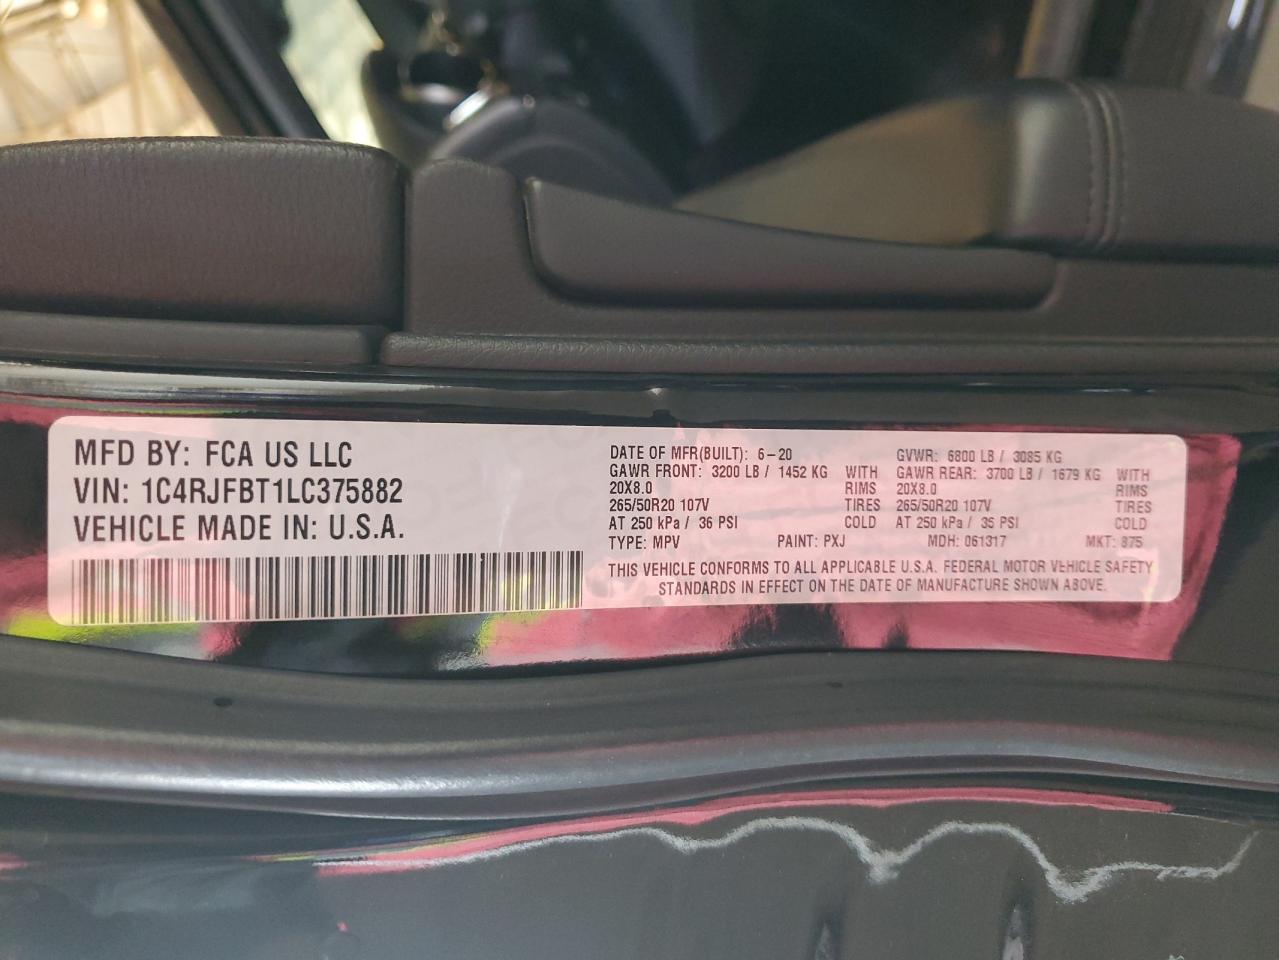 MFD BY: FCA US LLC
VIN: 1C4RJFBT1LC375882
VEHICLE MADE IN: U.S.A.
DATE OF MFR(BUILT): 6-20 GVWR: 6800 LB / 3085 KG
GAWR FRONT: 3200 LB / 1452 KG WITH GAWR REAR: 3700 LB / 1679 KG WITH
20X8.0 RIMS 20X8.0 RIMS
265/50R20 107V TIRES 265/50R20 107V TIRES
AT 250 kPa / 36 PSI COLD AT 250 kPa / 35 PSI COLD
TYPE: MPV PAINT: PXJ MDH: 061317 MKT: 875
THIS VEHICLE CONFORMS TO ALL APPLICABLE U.S.A. FEDERAL MOTOR VEHICLE SAFETY
STANDARDS IN EFFECT ON THE DATE OF MANUFACTURE SHOWN ABOVE.